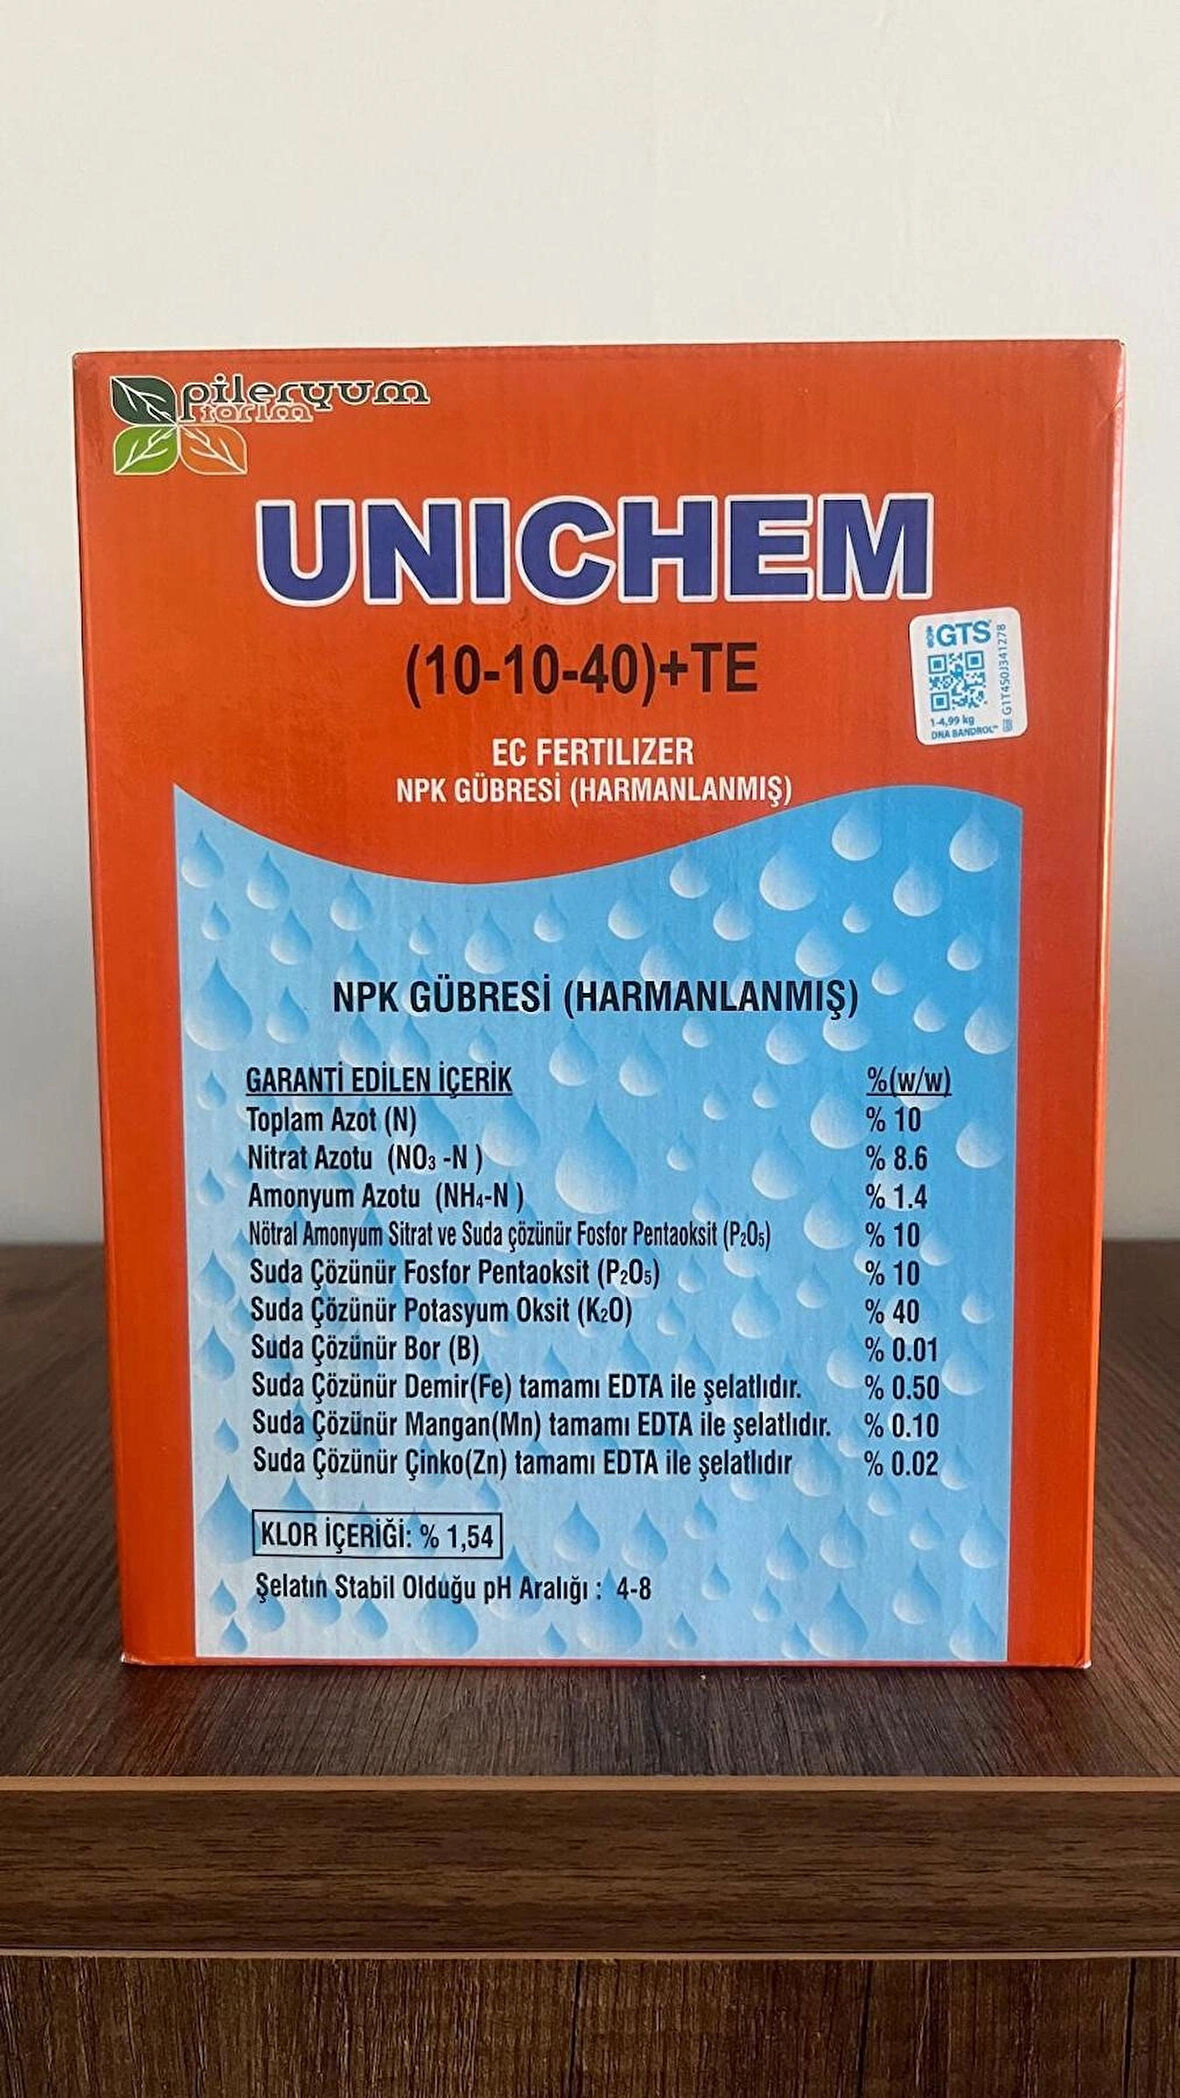 pileryum
tarım
UNICHEM
(10-10-40)+TE
GTS
G1T450J341278
1-4,99 kg
DNA BANDROL™
EC FERTILIZER
NPK GÜBRESİ (HARMANLANMIŞ)
NPK GÜBRESİ (HARMANLANMIŞ)
GARANTİ EDİLEN İÇERİK %(w/w)
Toplam Azot (N) % 10
Nitrat Azotu (NO₃ -N ) % 8.6
Amonyum Azotu (NH₄-N ) % 1.4
Nötral Amonyum Sitrat ve Suda çözünür Fosfor Pentaoksit (P₂O₅) % 10
Suda Çözünür Fosfor Pentaoksit (P₂O₅) % 10
Suda Çözünür Potasyum Oksit (K₂O) % 40
Suda Çözünür Bor (B) % 0.01
Suda Çözünür Demir(Fe) tamamı EDTA ile şelatlıdır. % 0.50
Suda Çözünür Mangan(Mn) tamamı EDTA ile şelatlıdır. % 0.10
Suda Çözünür Çinko(Zn) tamamı EDTA ile şelatlıdır % 0.02
KLOR İÇERİĞİ: % 1,54
Şelatın Stabil Olduğu pH Aralığı : 4-8